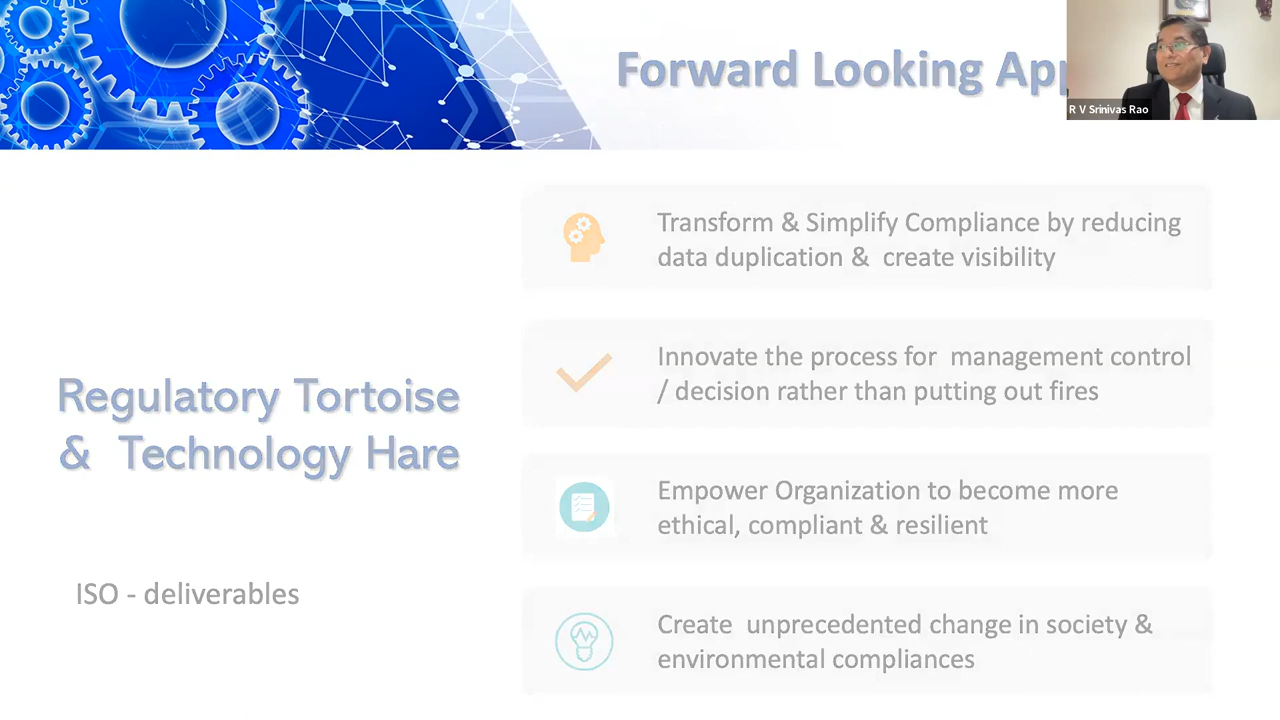 Forward Looking
R V Srinivas Rao
Transform & Simplify Compliance by reducing
data duplication & create visibility
Innovate the process for management control
/ decision rather than putting out fires
Regulatory Tortoise
& Technology Hare
Empower Organization to become more
ethical, compliant & resilient
ISO - deliverables
Create unprecedented change in society &
environmental compliances